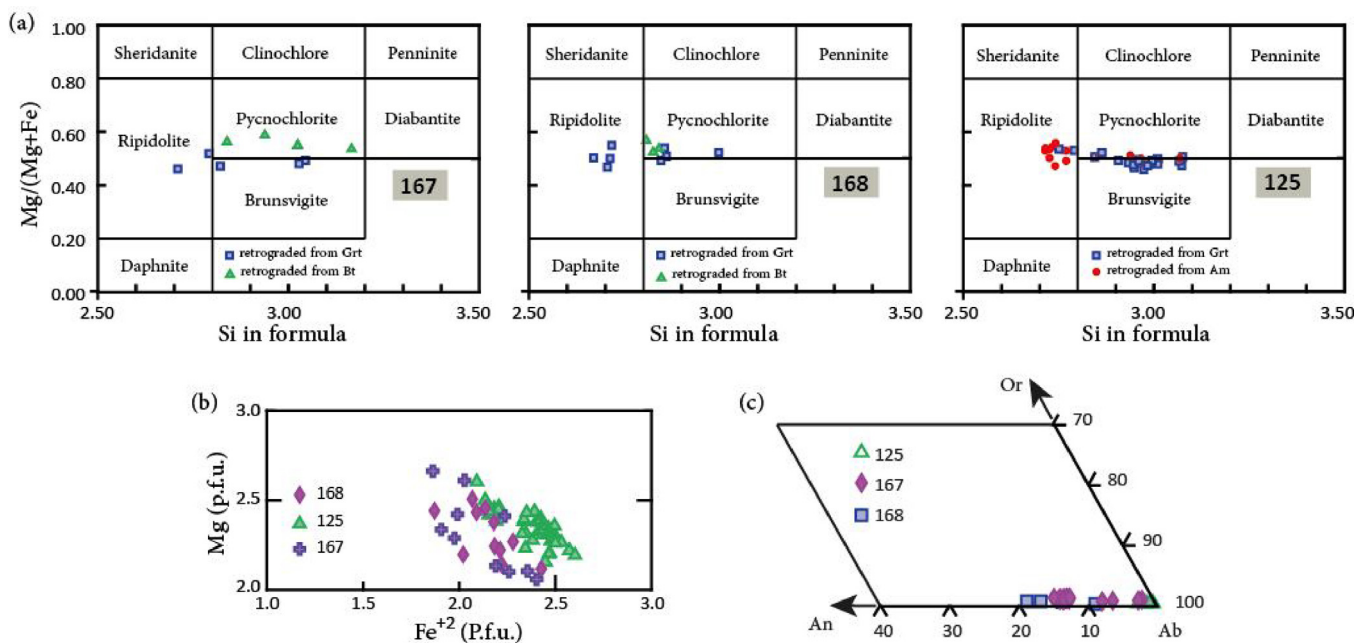 (a)
1.00
0.80
0.60
0.40
0.20
0.00
Mg/(Mg+Fe)
Sheridanite Clinochlore Penninite
Ripidolite Pycnochlorite Diabantite
167
Brunsvigite
Daphnite
retrograded from Grt
retrograded from Bt
2.50 3.00 3.50
Si in formula
Sheridanite Clinochlore Penninite
Ripidolite Pycnochlorite Diabantite
168
Brunsvigite
Daphnite
retrograded from Grt
retrograded from Bt
2.50 3.00 3.50
Si in formula
Sheridanite Clinochlore Penninite
Ripidolite Pycnochlorite Diabantite
125
Brunsvigite
Daphnite
retrograded from Grt
retrograded from Am
2.50 3.00 3.50
Si in formula
(b)
3.0
2.5
2.0
Mg (p.f.u.)
168
125
167
1.0 1.5 2.0 2.5 3.0
Fe+2 (P.f.u.)
(c)
Or
70
80
90
100
125
167
168
An
40 30 20 10 Ab